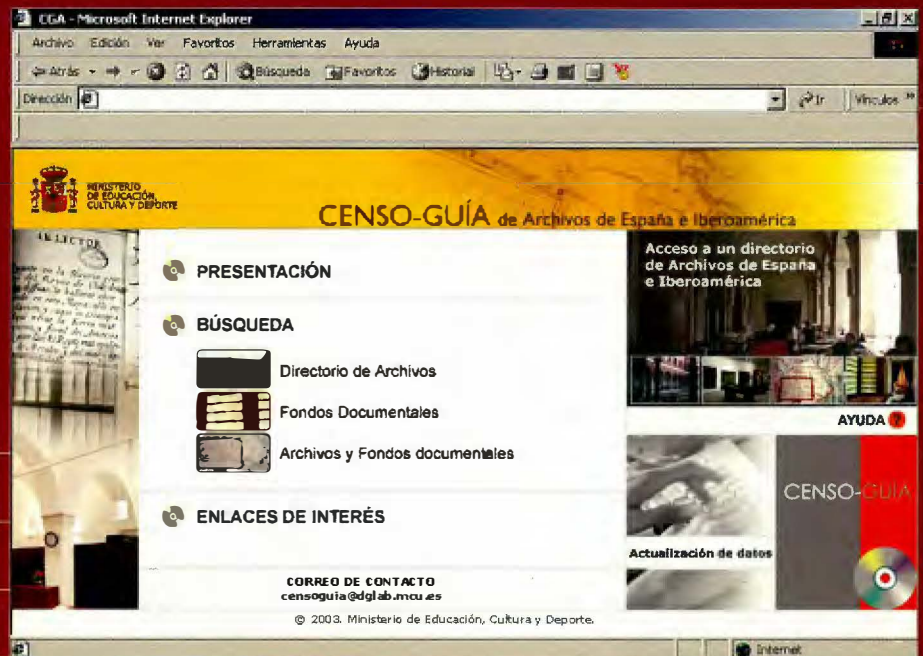 CGA - Microsoft Internet Explorer
Archivo Edición Ver Favoritos Herramientas Ayuda
Atrás Búsqueda Favoritos Historial
Dirección Ir Vínculos »
MINISTERIO
DE EDUCACIÓN,
CULTURA Y DEPORTE
CENSO-GUÍA de Archivos de España e Iberoamérica
AL LECTOR
PRESENTACIÓN
BÚSQUEDA
Directorio de Archivos
Fondos Documentales
Archivos y Fondos documentales
ENLACES DE INTERÉS
CORREO DE CONTACTO
censoguia@dglab.mcu.es
© 2003. Ministerio de Educación, Cultura y Deporte.
Acceso a un directorio
de Archivos de España
e Iberoamérica
AYUDA ?
CENSO-GUÍA
Actualización de datos
Internet